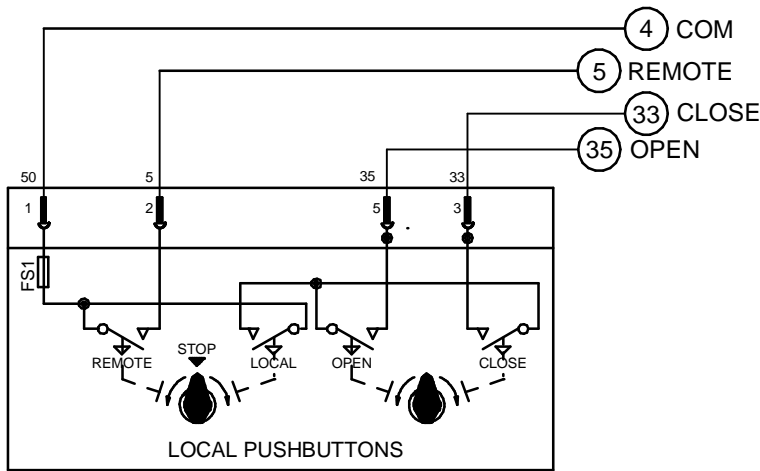 4 COM
5 REMOTE
33 CLOSE
35 OPEN
50 5 35 33
1 2 5 3
FS1
REMOTE STOP LOCAL OPEN CLOSE
LOCAL PUSHBUTTONS